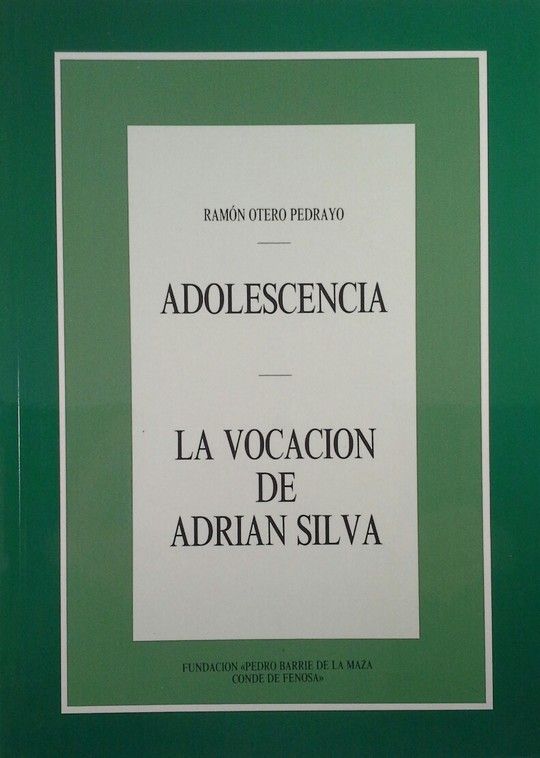 RAMÓN OTERO PEDRAYO
ADOLESCENCIA
LA VOCACION
DE
ADRIAN SILVA
FUNDACION «PEDRO BARRIE DE LA MAZA
CONDE DE FENOSA»